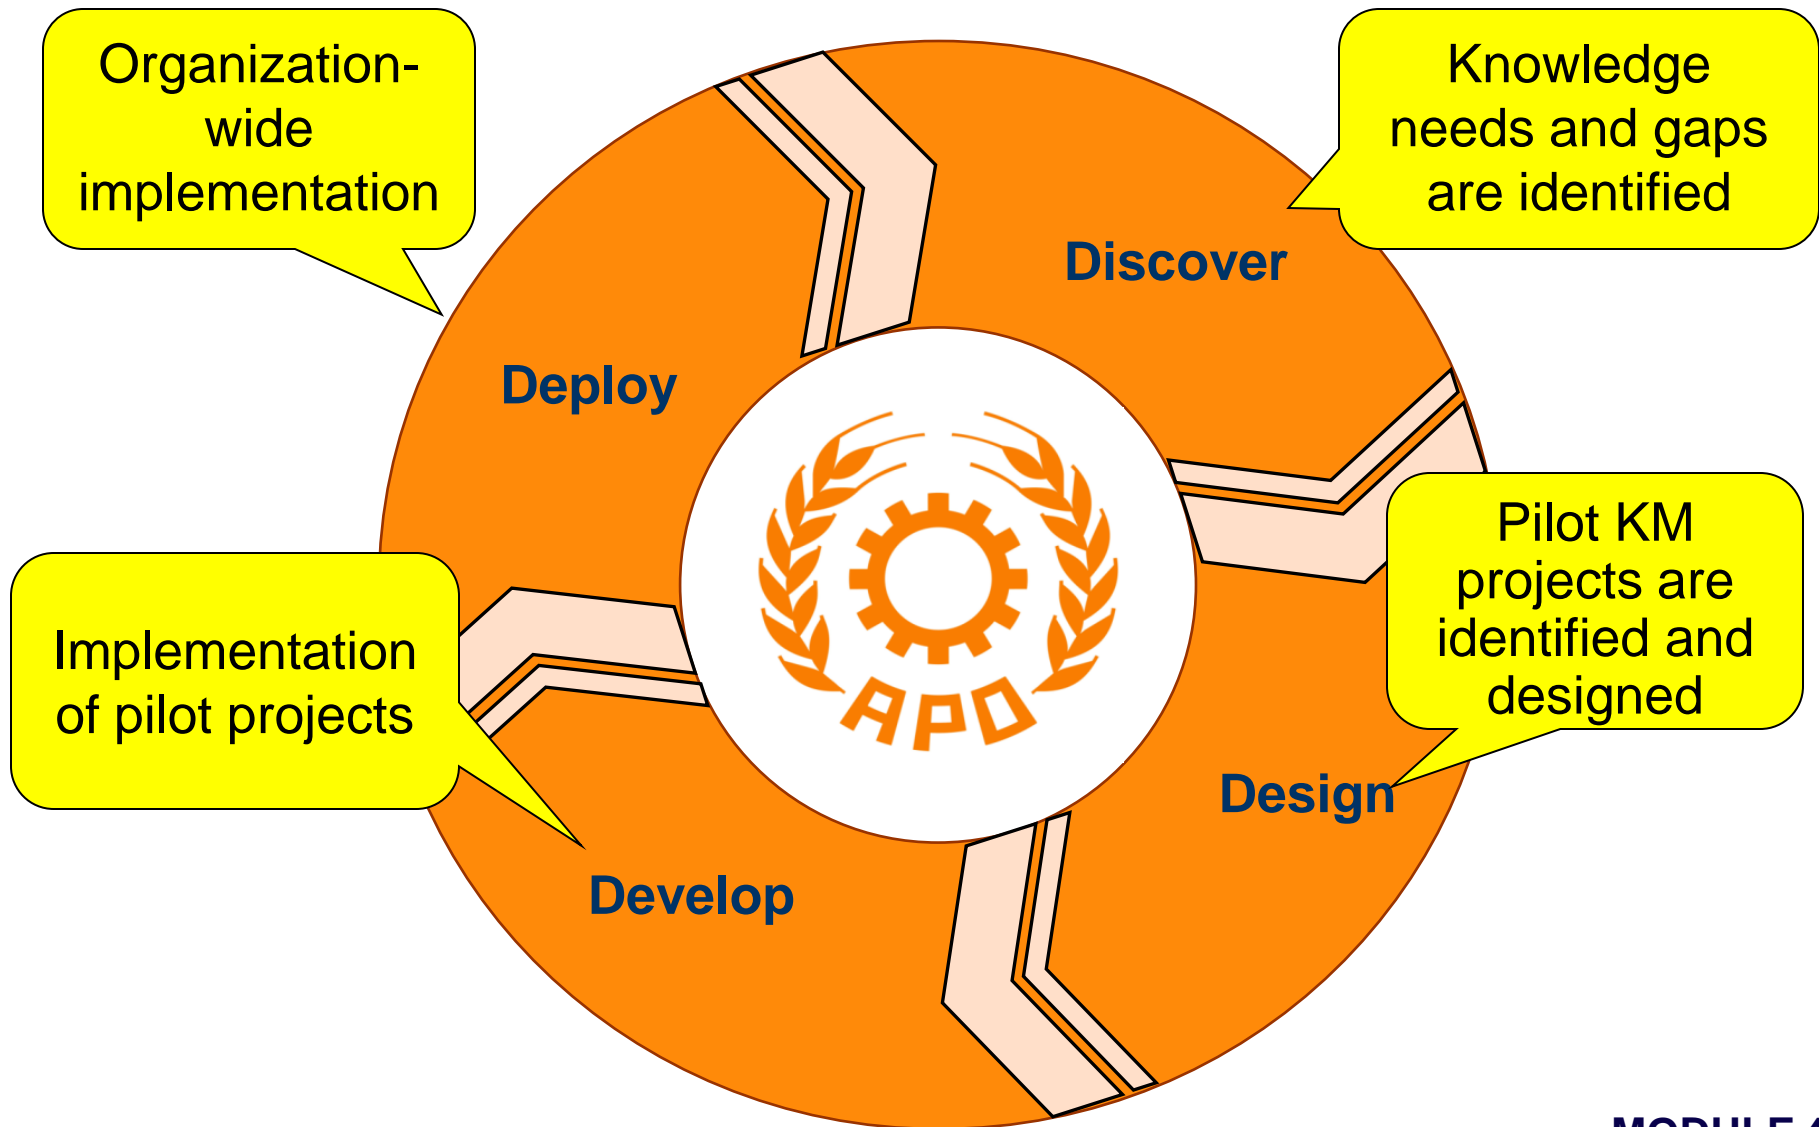 Organization-
wide
implementation
Knowledge
needs and gaps
are identified
Discover
Deploy
Pilot KM
projects are
identified and
designed
Implementation
of pilot projects
APO
Design
Develop